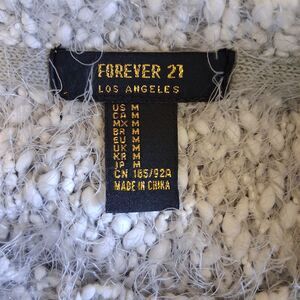 FOREVER 21
LOS ANGELES
US M
CA M
MX M
BR M
EU M
UK M
KR M
JP M
CN 165/92A
MADE IN CHINA